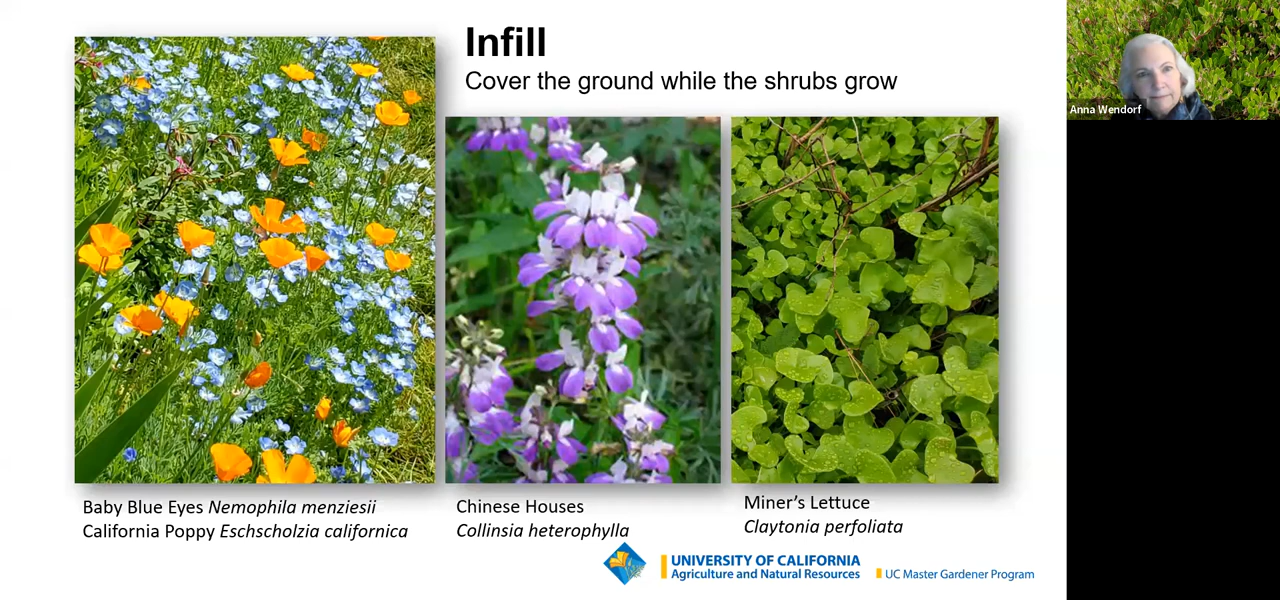 Infill
Cover the ground while the shrubs grow
Anna Wendorf
Baby Blue Eyes Nemophila menziesii
California Poppy Eschscholzia californica
Chinese Houses
Collinsia heterophylla
Miner’s Lettuce
Claytonia perfoliata
UNIVERSITY OF CALIFORNIA
Agriculture and Natural Resources
UC Master Gardener Program